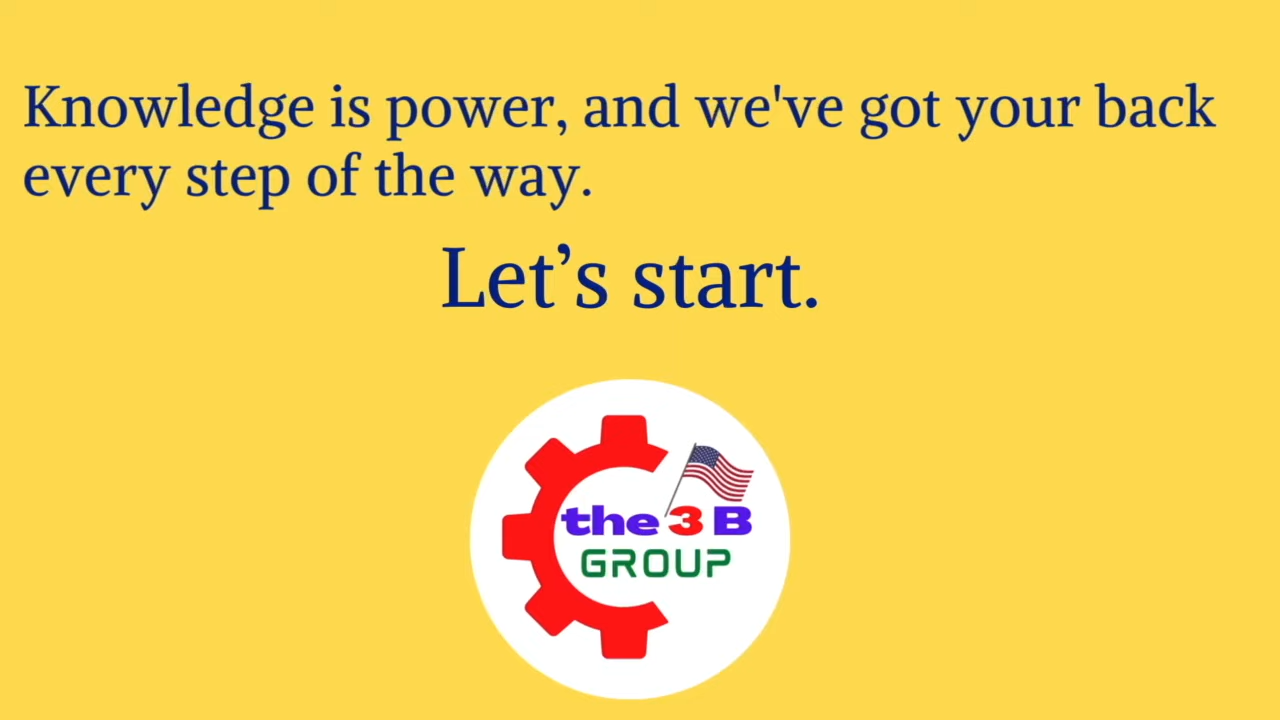 Knowledge is power, and we've got your back
every step of the way.
Let’s start.
the 3 B
GROUP